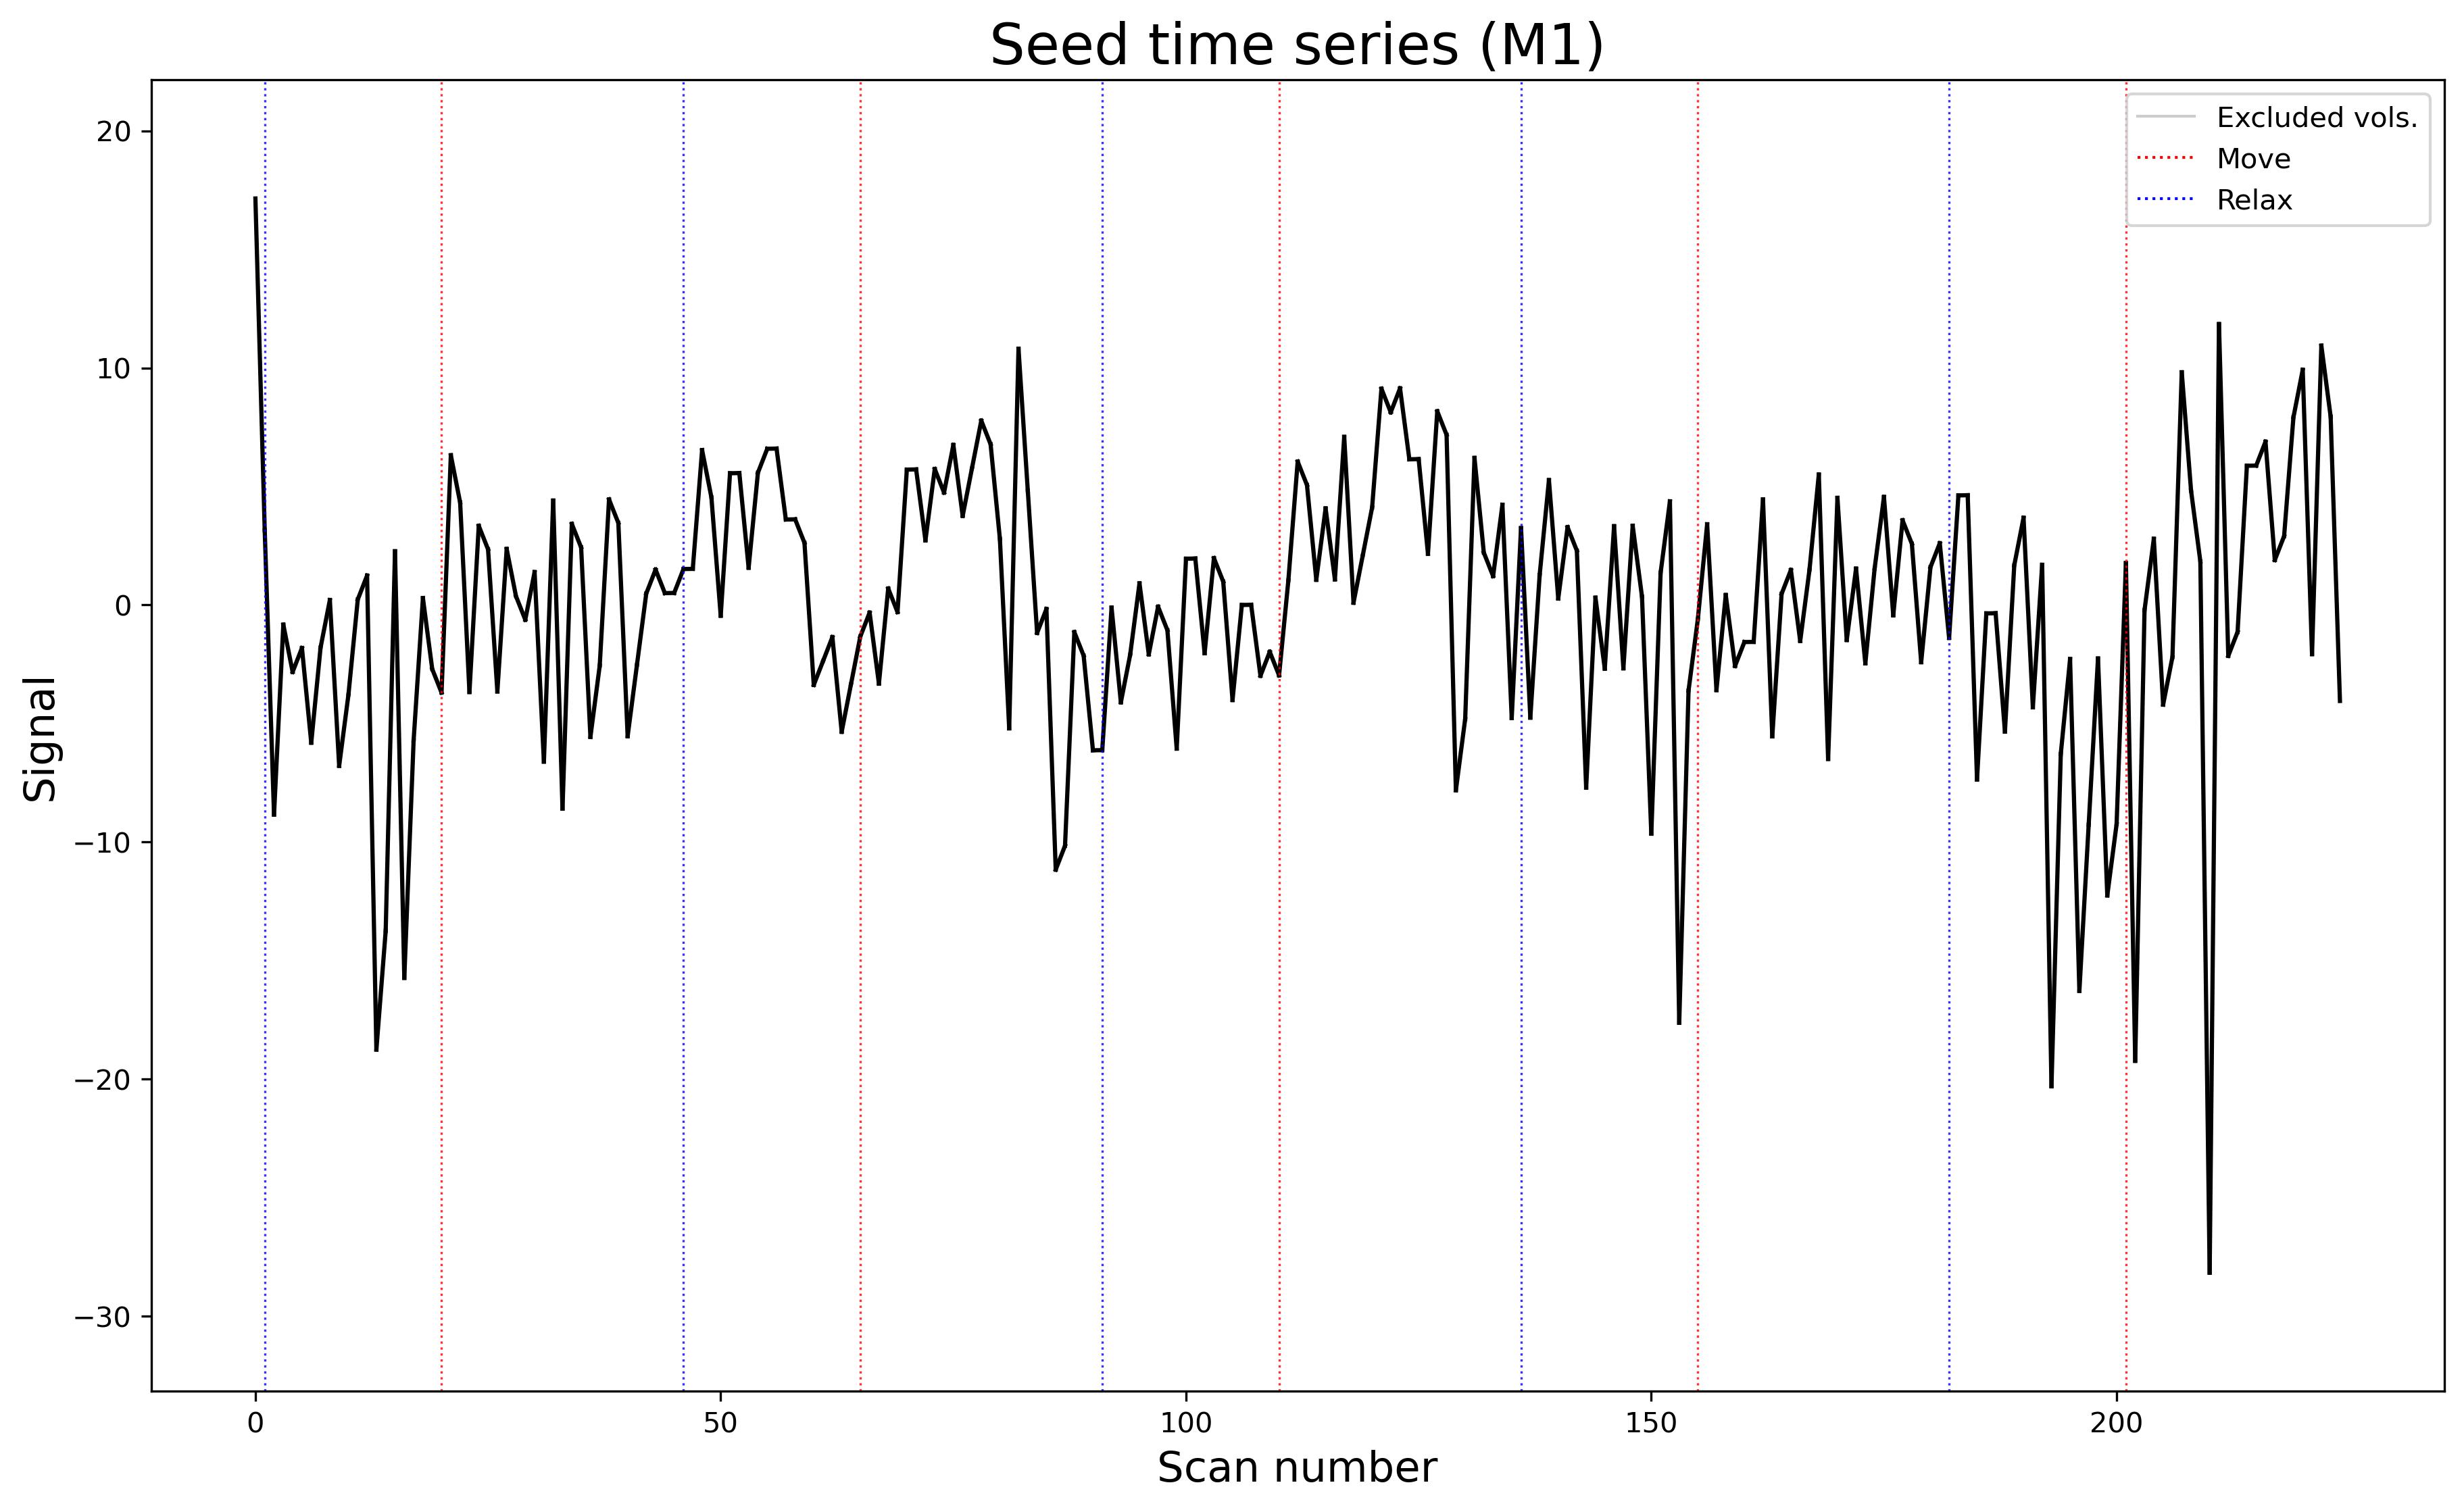 Seed time series (M1)
Excluded vols.
Move
Relax
20
10
0
−10
−20
−30
Signal
0 50 100 150 200
Scan number